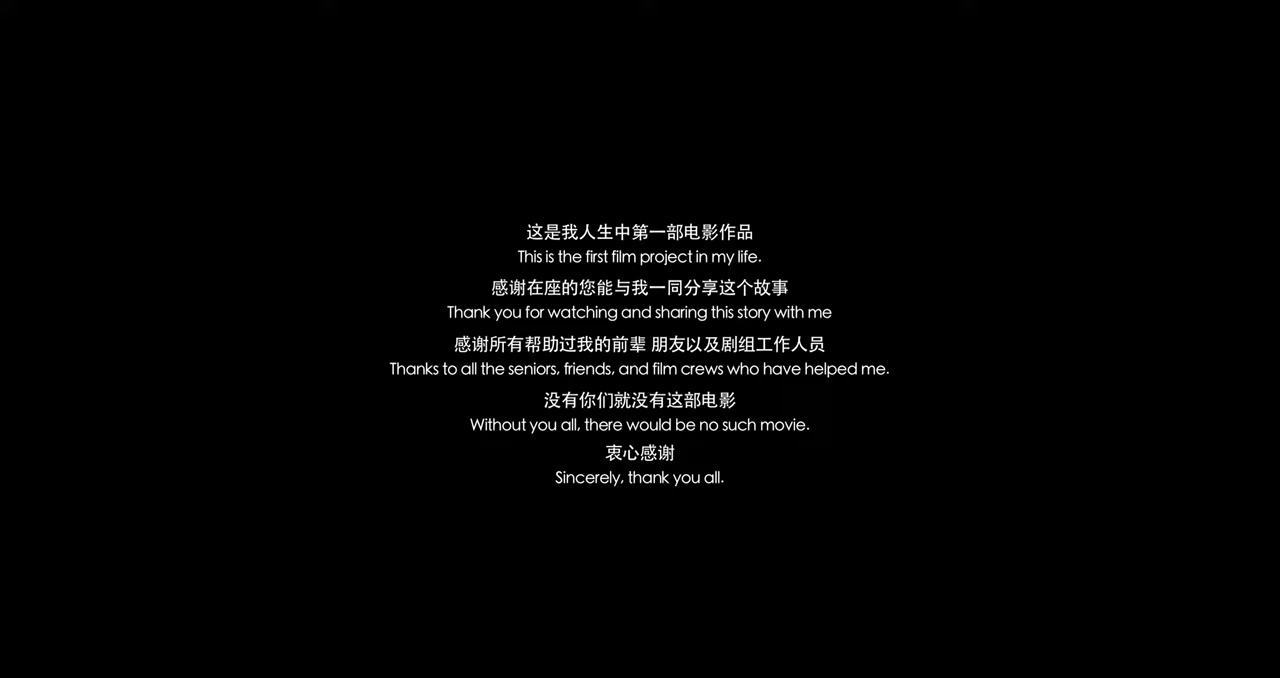 这是我人生中第一部电影作品
This is the first film project in my life.
感谢在座的您能与我一同分享这个故事
Thank you for watching and sharing this story with me
感谢所有帮助过我的前辈 朋友以及剧组工作人员
Thanks to all the seniors, friends, and film crews who have helped me.
没有你们就没有这部电影
Without you all, there would be no such movie.
衷心感谢
Sincerely, thank you all.